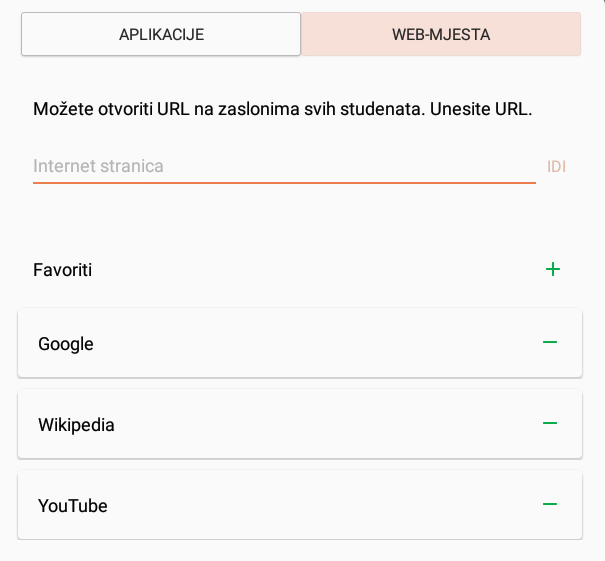 APLIKACIJE
WEB-MJESTA
Možete otvoriti URL na zaslonima svih studenata. Unesite URL.
Internet stranica
IDI
Favoriti
Google
Wikipedia
YouTube